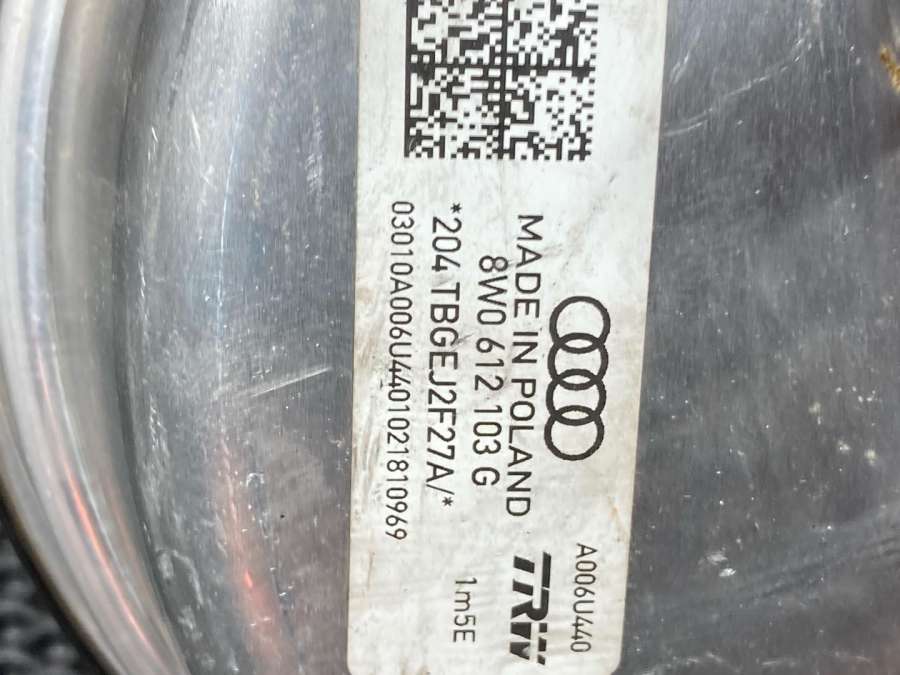 A006U440
TRW
MADE IN POLAND
8W0 612 103 G
1m5E
*204 TBGEJ2F27A/*
03010A006U4401021810969